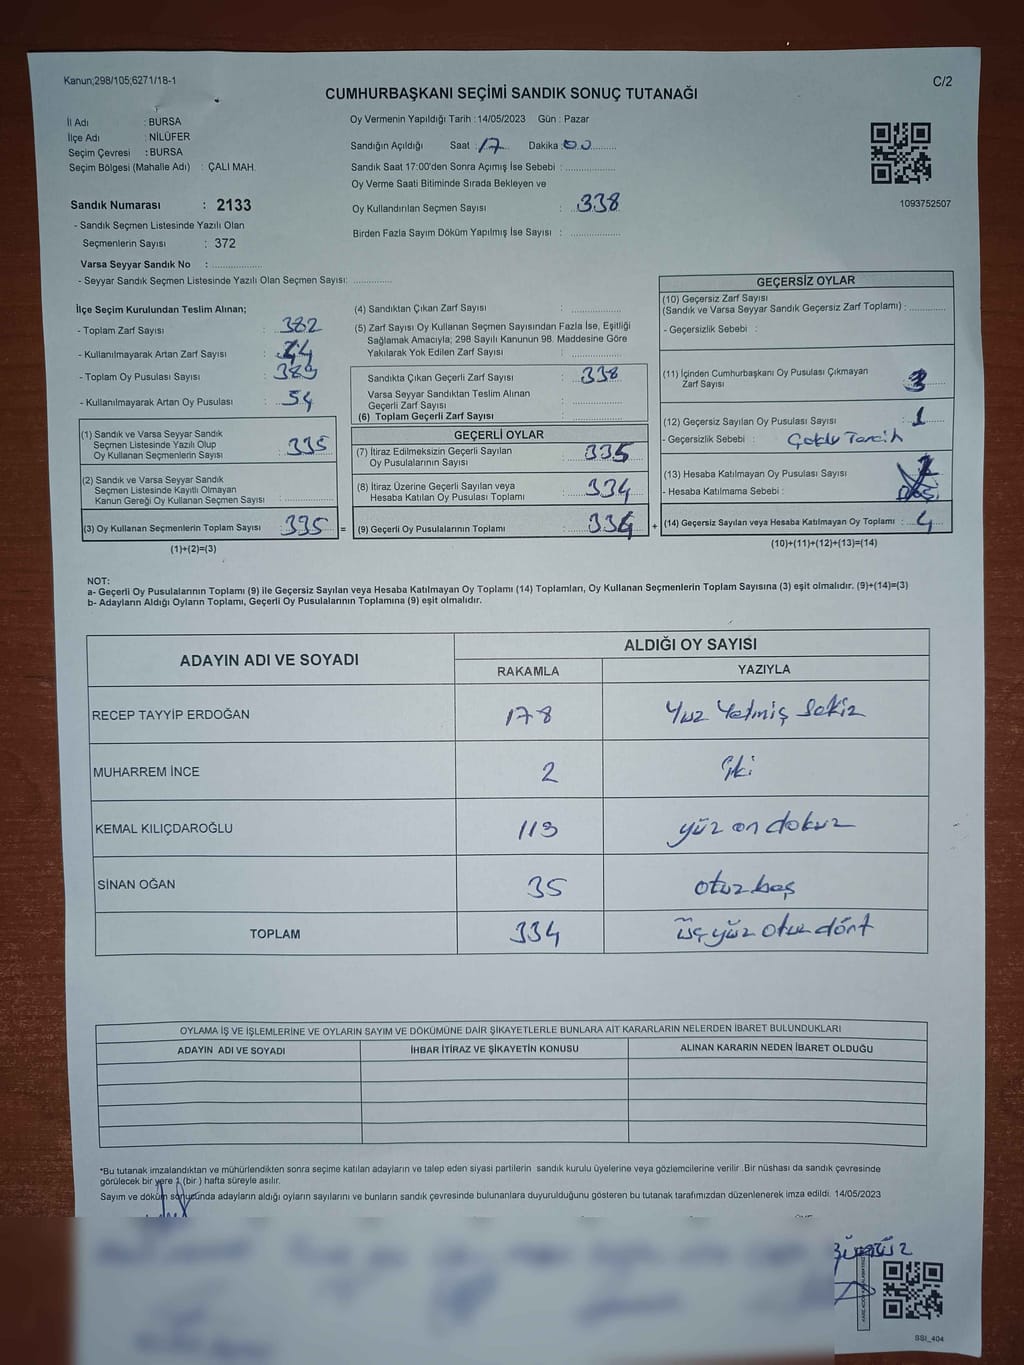 Kanun;298/105;6271/18-1
C/2
CUMHURBAŞKANI SEÇİMİ SANDIK SONUÇ TUTANAĞI
İl Adı : BURSA
İlçe Adı : NİLÜFER
Seçim Çevresi : BURSA
Seçim Bölgesi (Mahalle Adı) : ÇALI MAH.
Oy Vermenin Yapıldığı Tarih : 14/05/2023 Gün : Pazar
Sandığın Açıldığı Saat : 17 Dakika : 00
Sandık Saat 17:00'den Sonra Açımış İse Sebebi :
Oy Verme Saati Bitiminde Sırada Bekleyen ve
Oy Kullandırılan Seçmen Sayısı : 338
Birden Fazla Sayım Döküm Yapılmış İse Sayısı :
1093752507
Sandık Numarası : 2133
- Sandık Seçmen Listesinde Yazılı Olan
Seçmenlerin Sayısı : 372
Varsa Seyyar Sandık No :
- Seyyar Sandık Seçmen Listesinde Yazılı Olan Seçmen Sayısı:
İlçe Seçim Kurulundan Teslim Alınan;
- Toplam Zarf Sayısı : 382
- Kullanılmayarak Artan Zarf Sayısı : 44
- Toplam Oy Pusulası Sayısı : 389
- Kullanılmayarak Artan Oy Pusulası : 54
(1) Sandık ve Varsa Seyyar Sandık
Seçmen Listesinde Yazılı Olup
Oy Kullanan Seçmenlerin Sayısı : 335
(2) Sandık ve Varsa Seyyar Sandık
Seçmen Listesinde Kayıtlı Olmayan
Kanun Gereği Oy Kullanan Seçmen Sayısı :
(3) Oy Kullanan Seçmenlerin Toplam Sayısı : 335 =
(1)+(2)=(3)
(4) Sandıktan Çıkan Zarf Sayısı :
(5) Zarf Sayısı Oy Kullanan Seçmen Sayısından Fazla İse, Eşitliği
Sağlamak Amacıyla; 298 Sayılı Kanunun 98. Maddesine Göre
Yakılarak Yok Edilen Zarf Sayısı :
Sandıkta Çıkan Geçerli Zarf Sayısı : 338
Varsa Seyyar Sandıktan Teslim Alınan
Geçerli Zarf Sayısı :
(6) Toplam Geçerli Zarf Sayısı :
GEÇERLİ OYLAR
(7) İtiraz Edilmeksizin Geçerli Sayılan
Oy Pusulalarının Sayısı : 335
(8) İtiraz Üzerine Geçerli Sayılan veya
Hesaba Katılan Oy Pusulası Toplamı : 334
(9) Geçerli Oy Pusulalarının Toplamı : 334 +
GEÇERSİZ OYLAR
(10) Geçersiz Zarf Sayısı
(Sandık ve Varsa Seyyar Sandık Geçersiz Zarf Toplamı) :
- Geçersizlik Sebebi :
(11) İçinden Cumhurbaşkanı Oy Pusulası Çıkmayan
Zarf Sayısı : 3
(12) Geçersiz Sayılan Oy Pusulası Sayısı : 1
- Geçersizlik Sebebi : Çoklu Tercih
(13) Hesaba Katılmayan Oy Pusulası Sayısı
- Hesaba Katılmama Sebebi :
(14) Geçersiz Sayılan veya Hesaba Katılmayan Oy Toplamı : 4
(10)+(11)+(12)+(13)=(14)
NOT:
a- Geçerli Oy Pusulalarının Toplamı (9) ile Geçersiz Sayılan veya Hesaba Katılmayan Oy Toplamı (14) Toplamları, Oy Kullanan Seçmenlerin Toplam Sayısına (3) eşit olmalıdır. (9)+(14)=(3)
b- Adayların Aldığı Oyların Toplamı, Geçerli Oy Pusulalarının Toplamına (9) eşit olmalıdır.
ADAYIN ADI VE SOYADI
ALDIĞI OY SAYISI
RAKAMLA YAZIYLA
RECEP TAYYİP ERDOĞAN 178 Yüz Yetmiş Sekiz
MUHARREM İNCE 2 iki
KEMAL KILIÇDAROĞLU 119 yüz on dokuz
SİNAN OĞAN 35 otuz beş
TOPLAM 334 üç yüz otuz dört
OYLAMA İŞ VE İŞLEMLERİNE VE OYLARIN SAYIM VE DÖKÜMÜNE DAİR ŞİKAYETLERLE BUNLARA AİT KARARLARIN NELERDEN İBARET BULUNDUKLARI
ADAYIN ADI VE SOYADI İHBAR İTİRAZ VE ŞİKAYETİN KONUSU ALINAN KARARIN NEDEN İBARET OLDUĞU
*Bu tutanak imzalandıktan ve mühürlendikten sonra seçime katılan adayların ve talep eden siyasi partilerin sandık kurulu üyelerine veya gözlemcilerine verilir .Bir nüshası da sandık çevresinde
görülecek bir yere 1 (bir ) hafta süreyle asılır.
Sayım ve döküm sonucunda adayların aldığı oyların sayılarını ve bunların sandık çevresinde bulunanlara duyurulduğunu gösteren bu tutanak tarafımızdan düzenlenerek imza edildi. 14/05/2023
SSI_404